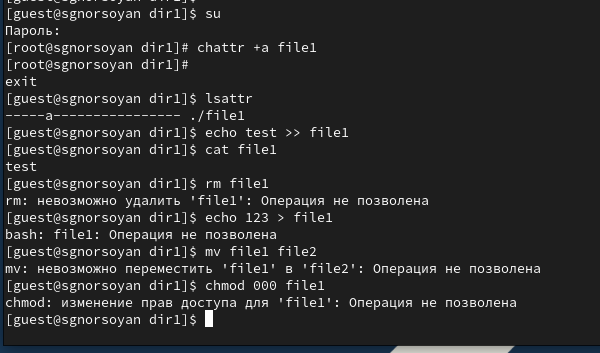 [guest@sgnorsoyan dir1]$
[guest@sgnorsoyan dir1]$ su
Пароль:
[root@sgnorsoyan dir1]# chattr +a file1
[root@sgnorsoyan dir1]#
exit
[guest@sgnorsoyan dir1]$ lsattr
-----a---------------- ./file1
[guest@sgnorsoyan dir1]$ echo test >> file1
[guest@sgnorsoyan dir1]$ cat file1
test
[guest@sgnorsoyan dir1]$ rm file1
rm: невозможно удалить 'file1': Операция не позволена
[guest@sgnorsoyan dir1]$ echo 123 > file1
bash: file1: Операция не позволена
[guest@sgnorsoyan dir1]$ mv file1 file2
mv: невозможно переместить 'file1' в 'file2': Операция не позволена
[guest@sgnorsoyan dir1]$ chmod 000 file1
chmod: изменение прав доступа для 'file1': Операция не позволена
[guest@sgnorsoyan dir1]$